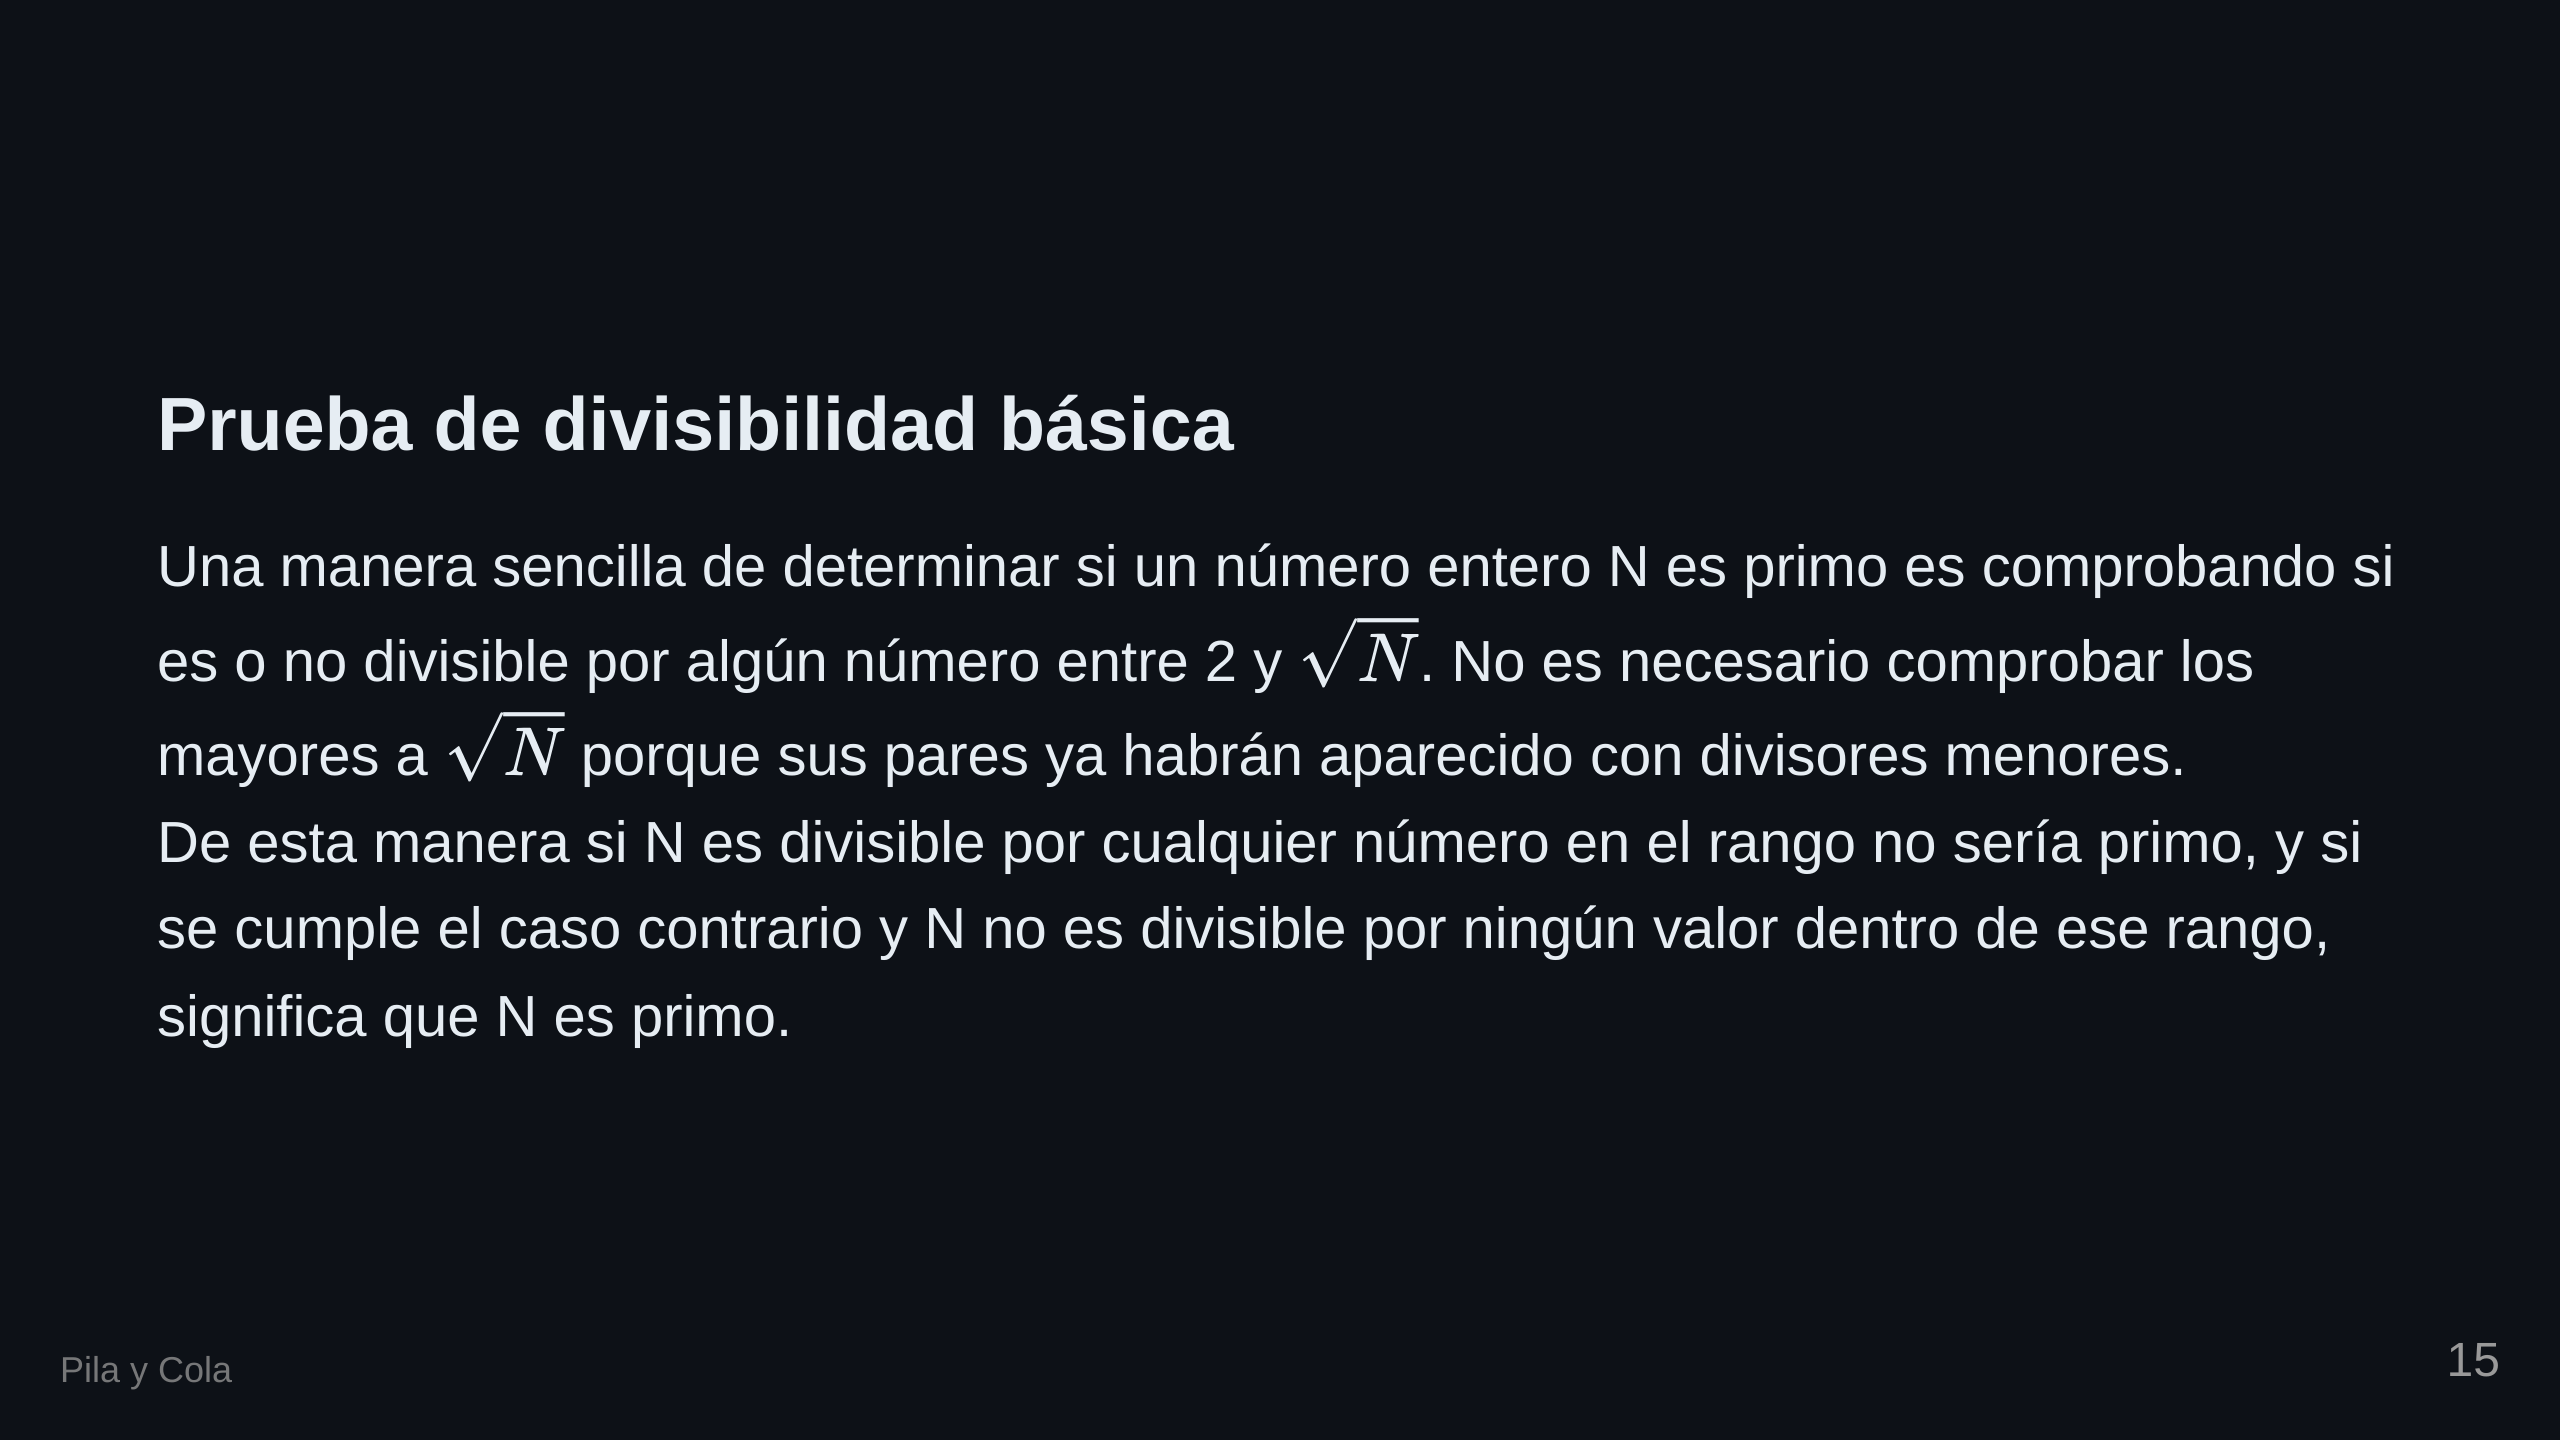 Prueba de divisibilidad básica
Una manera sencilla de determinar si un número entero N es primo es comprobando si
es o no divisible por algún número entre 2 y √N. No es necesario comprobar los
mayores a √N porque sus pares ya habrán aparecido con divisores menores.
De esta manera si N es divisible por cualquier número en el rango no sería primo, y si
se cumple el caso contrario y N no es divisible por ningún valor dentro de ese rango,
significa que N es primo.
Pila y Cola
15